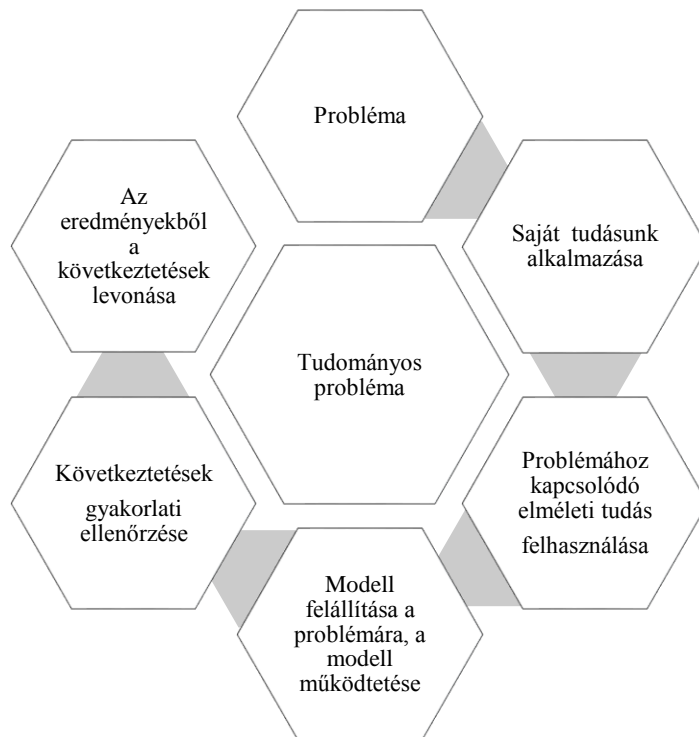 Probléma
Saját tudásunk
alkalmazása
Problémához
kapcsolódó
elméleti tudás
felhasználása
Modell
felállítása a
problémára, a
modell
működtetése
Következtetések
gyakorlati
ellenőrzése
Az
eredményekből
a
következtetések
levonása
Tudományos
probléma